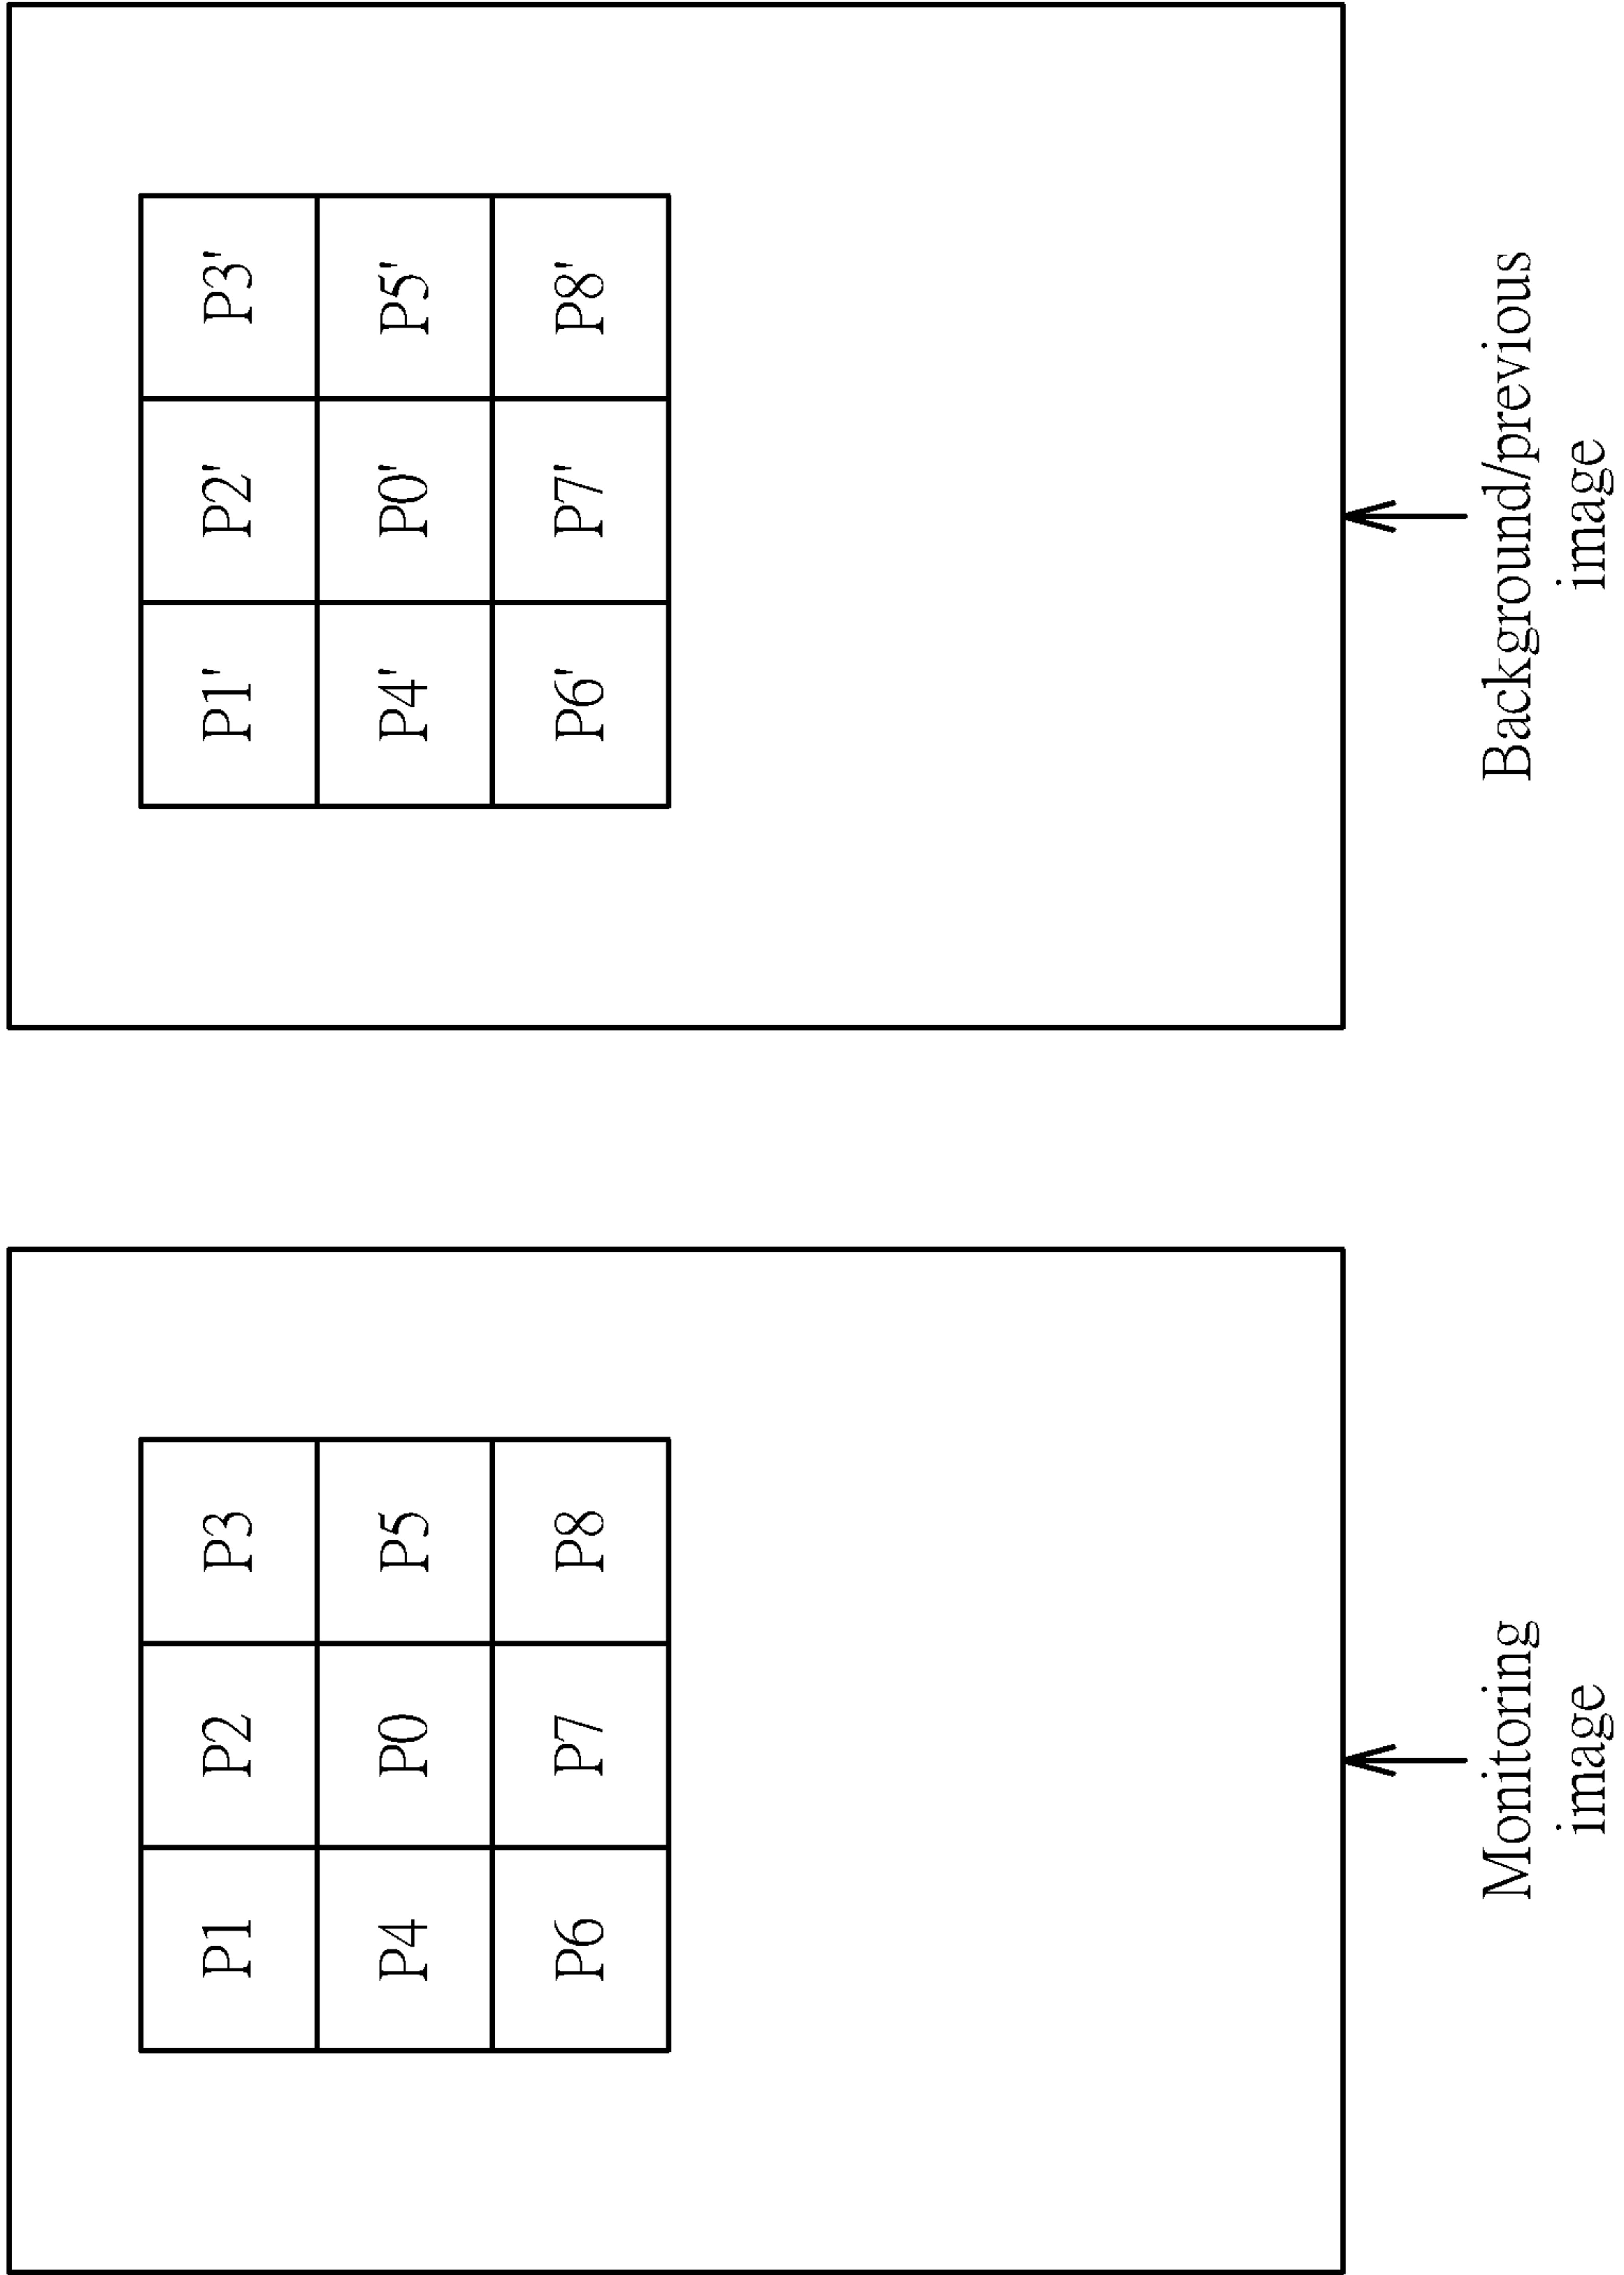 P1 P2 P3
P4 P0 P5
P6 P7 P8
Monitoring
image
P1' P2' P3'
P4' P0' P5'
P6' P7' P8'
Background/previous
image